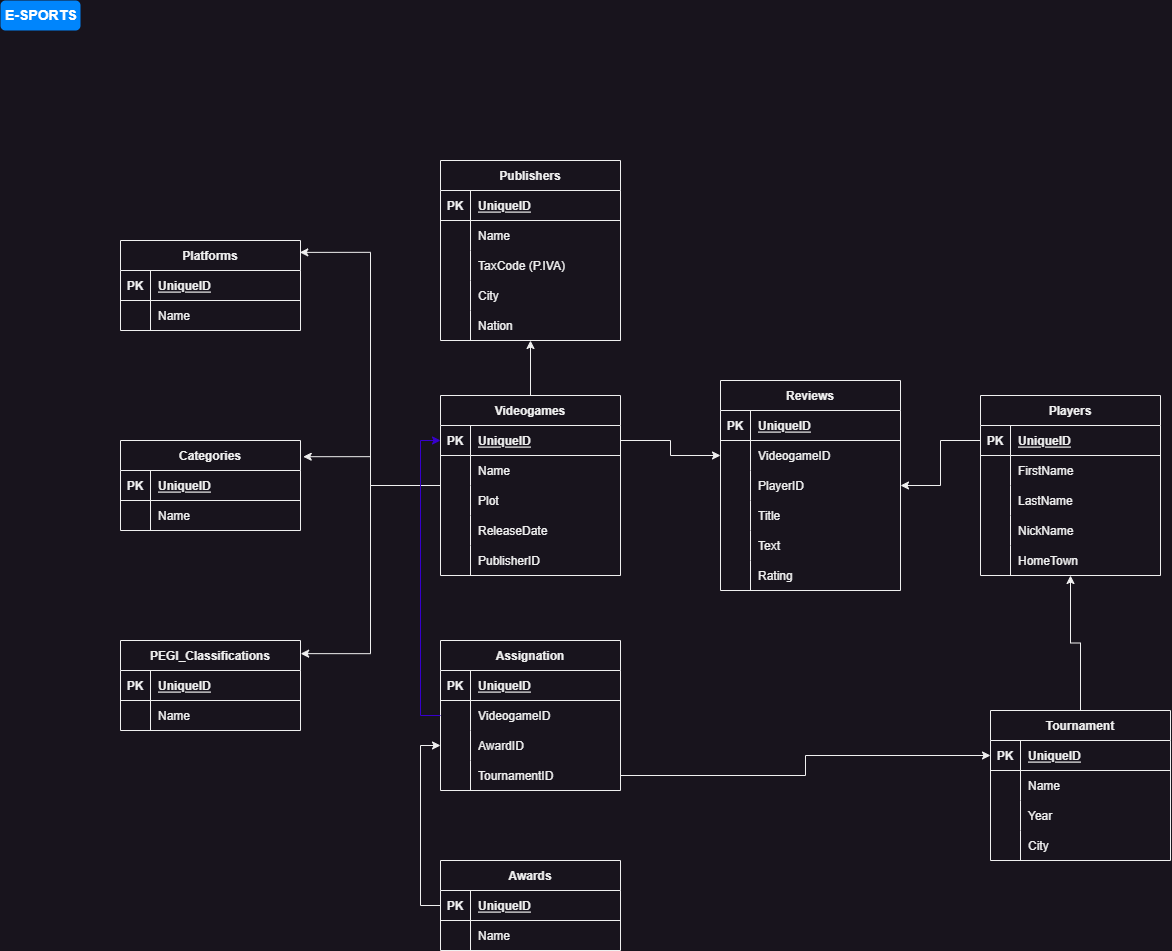 E-SPORTS
Publishers
PK UniqueID
Name
TaxCode (P.IVA)
City
Nation
Platforms
PK UniqueID
Name
Categories
PK UniqueID
Name
PEGI_Classifications
PK UniqueID
Name
Videogames
PK UniqueID
Name
Plot
ReleaseDate
PublisherID
Reviews
PK UniqueID
VideogameID
PlayerID
Title
Text
Rating
Players
PK UniqueID
FirstName
LastName
NickName
HomeTown
Assignation
PK UniqueID
VideogameID
AwardID
TournamentID
Tournament
PK UniqueID
Name
Year
City
Awards
PK UniqueID
Name